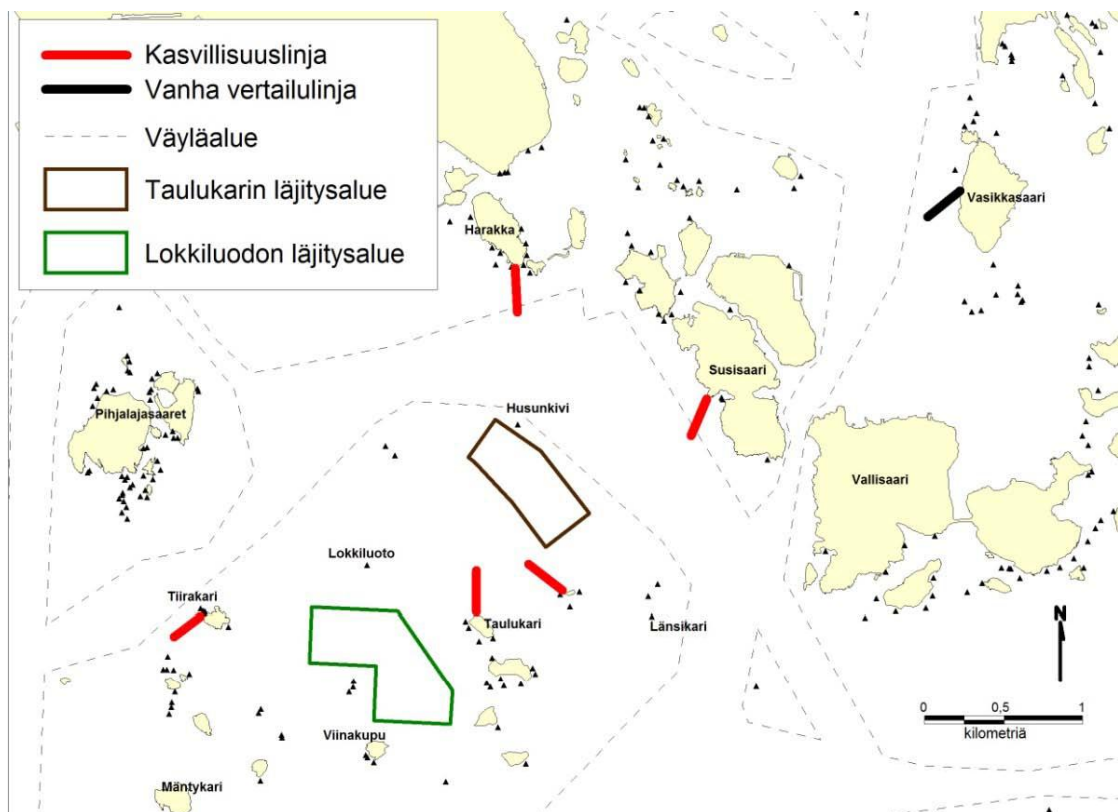 Kasvillisuuslinja
Vanha vertailulinja
Väyläalue
Taulukarin läjitysalue
Lokkiluodon läjitysalue
Harakka
Vasikkasaari
Susisaari
Pihjalajasaaret
Husunkivi
Vallisaari
Lokkiluoto
Tiirakari
Taulukari
Länsikari
N
0 0,5 1
kilometriä
Viinakupu
Mäntykari